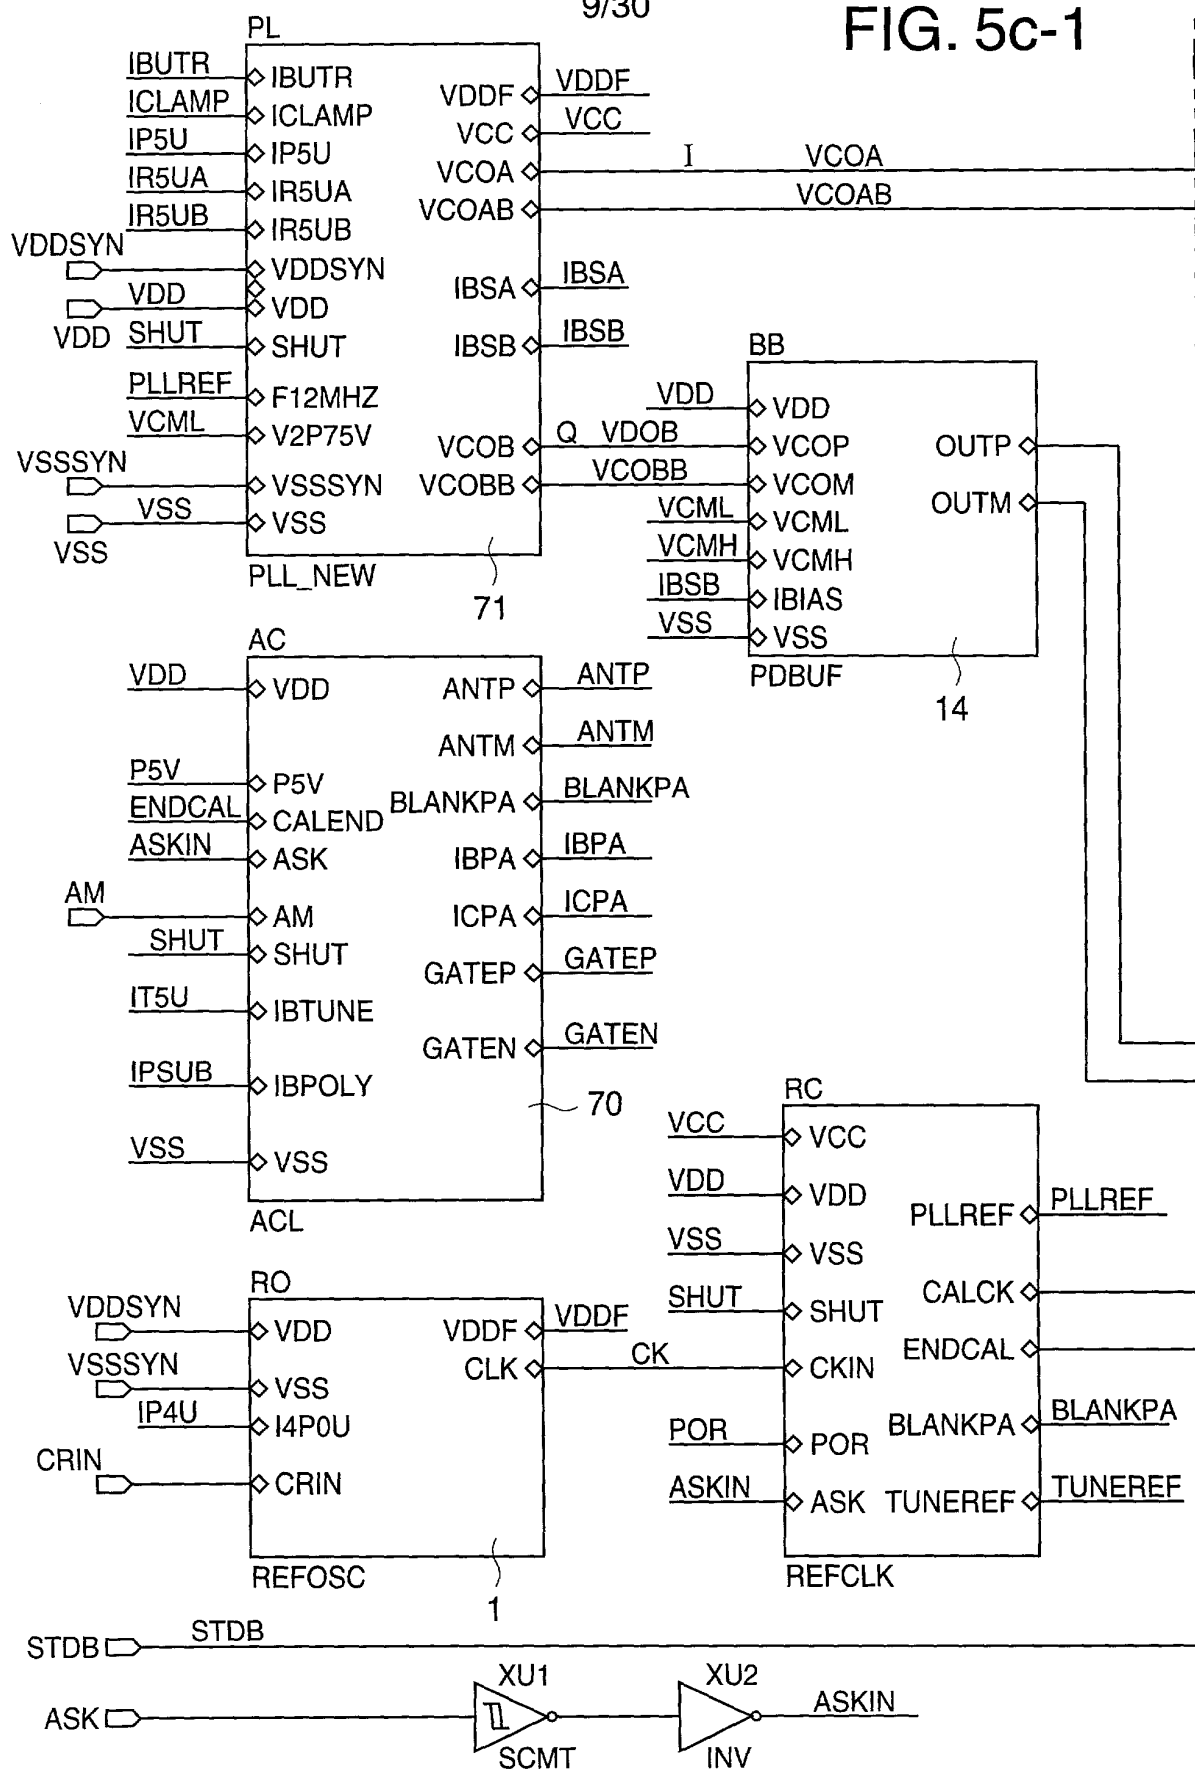 9/30
FIG. 5c-1
PL
IBUTR
ICLAMP
IP5U
IR5UA
IR5UB
VDDSYN
VDD
VDD
SHUT
PLLREF
VCML
VSSSYN
VSS
VSS
IBUTR
ICLAMP
IP5U
IR5UA
IR5UB
VDDSYN
VDD
SHUT
F12MHZ
V2P75V
VSSSYN
VSS
VDDF
VCC
VCOA
VCOAB
IBSA
IBSB
VCOB
VCOBB
VDDF
VCC
I VCOA
VCOAB
IBSA
IBSB
Q VDOB
VCOBB
PLL_NEW
71
BB
VDD
VCML
VCMH
IBSB
VSS
VDD
VCOP
VCOM
VCML
VCMH
IBIAS
VSS
OUTP
OUTM
PDBUF
14
AC
VDD
P5V
ENDCAL
ASKIN
AM
SHUT
IT5U
IPSUB
VSS
VDD
P5V
CALEND
ASK
AM
SHUT
IBTUNE
IBPOLY
VSS
ANTP
ANTM
BLANKPA
IBPA
ICPA
GATEP
GATEN
ANTP
ANTM
BLANKPA
IBPA
ICPA
GATEP
GATEN
70
ACL
RC
VCC
VDD
VSS
SHUT
CK
POR
ASKIN
VCC
VDD
VSS
SHUT
CKIN
POR
ASK
PLLREF
CALCK
ENDCAL
BLANKPA
TUNEREF
PLLREF
BLANKPA
TUNEREF
REFCLK
RO
VDDSYN
VSSSYN
IP4U
CRIN
VDD
VSS
I4P0U
CRIN
VDDF
CLK
VDDF
REFOSC
1
STDB
STDB
ASK
XU1
SCMT
XU2
INV
ASKIN